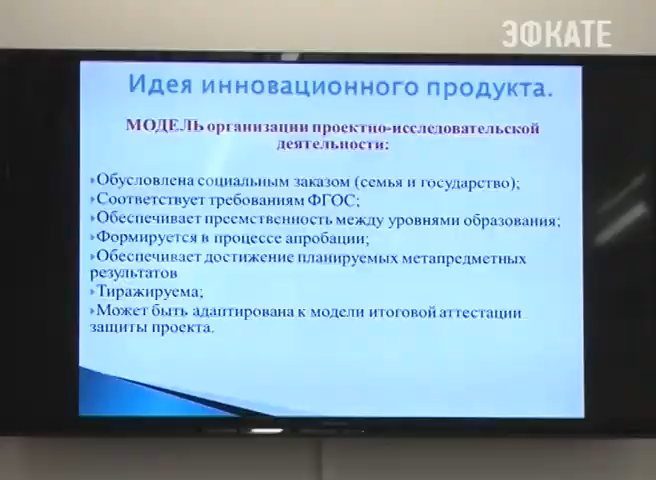 ЭФКАТЕ
Идея инновационного продукта.
МОДЕЛЬ организации проектно-исследовательской
деятельности:
Обусловлена социальным заказом (семья и государство);
Соответствует требованиям ФГОС;
Обеспечивает преемственность между уровнями образования;
Формируется в процессе апробации;
Обеспечивает достижение планируемых метапредметных
результатов
Тиражируема;
Может быть адаптирована к модели итоговой аттестации
защиты проекта.